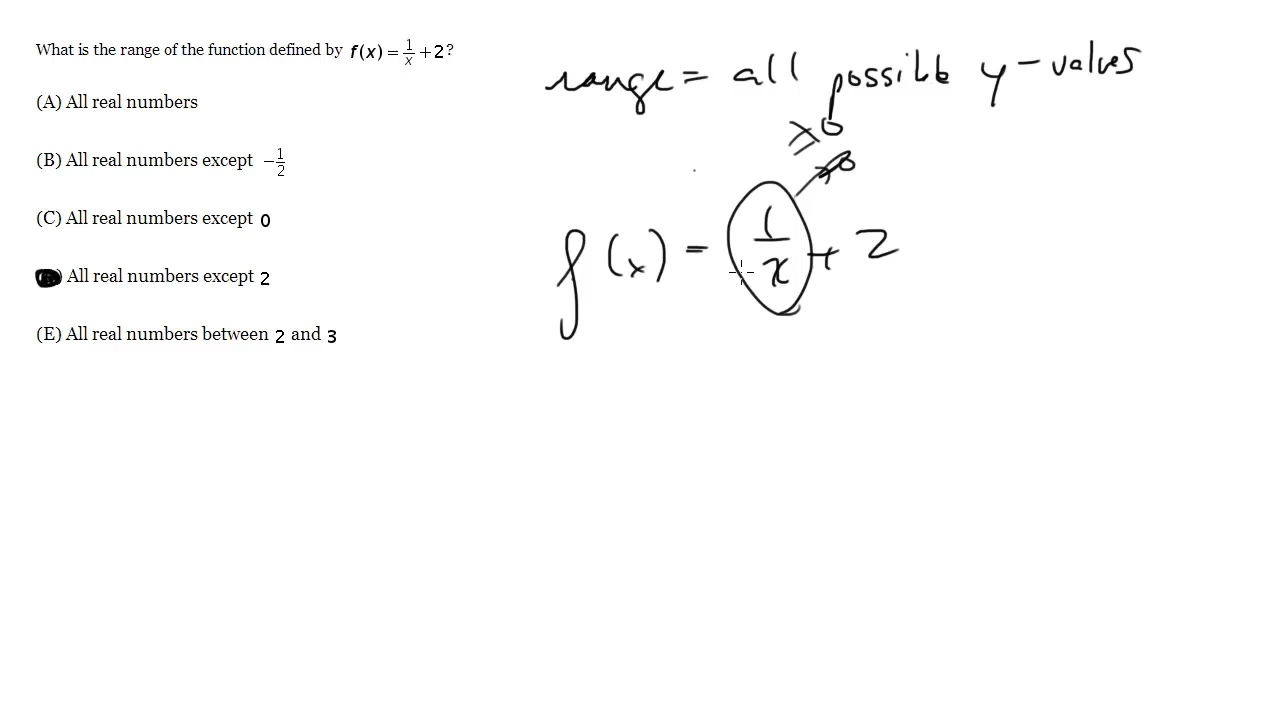 What is the range of the function defined by f(x) = 1/x + 2?
(A) All real numbers
(B) All real numbers except -1/2
(C) All real numbers except 0
) All real numbers except 2
(E) All real numbers between 2 and 3
range = all possible y-values
≥0
f(x) = 1/x + 2